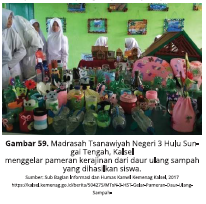 Gambar 59. Madrasah Tsanawiyah Negeri 3 Hulu Sun-
gai Tengah, Kalsel
menggelar pameran kerajinan dari daur ulang sampah
yang dihasilkan siswa.
Sumber: Sub Bagian Informasi dan Humas Kanwil Kemenag Kalsel, 2017
https://kalsel.kemenag.go.id/berita/504275/MTsN-3-HST-Gelar-Pameran-Daur-Ulang-
Sampah